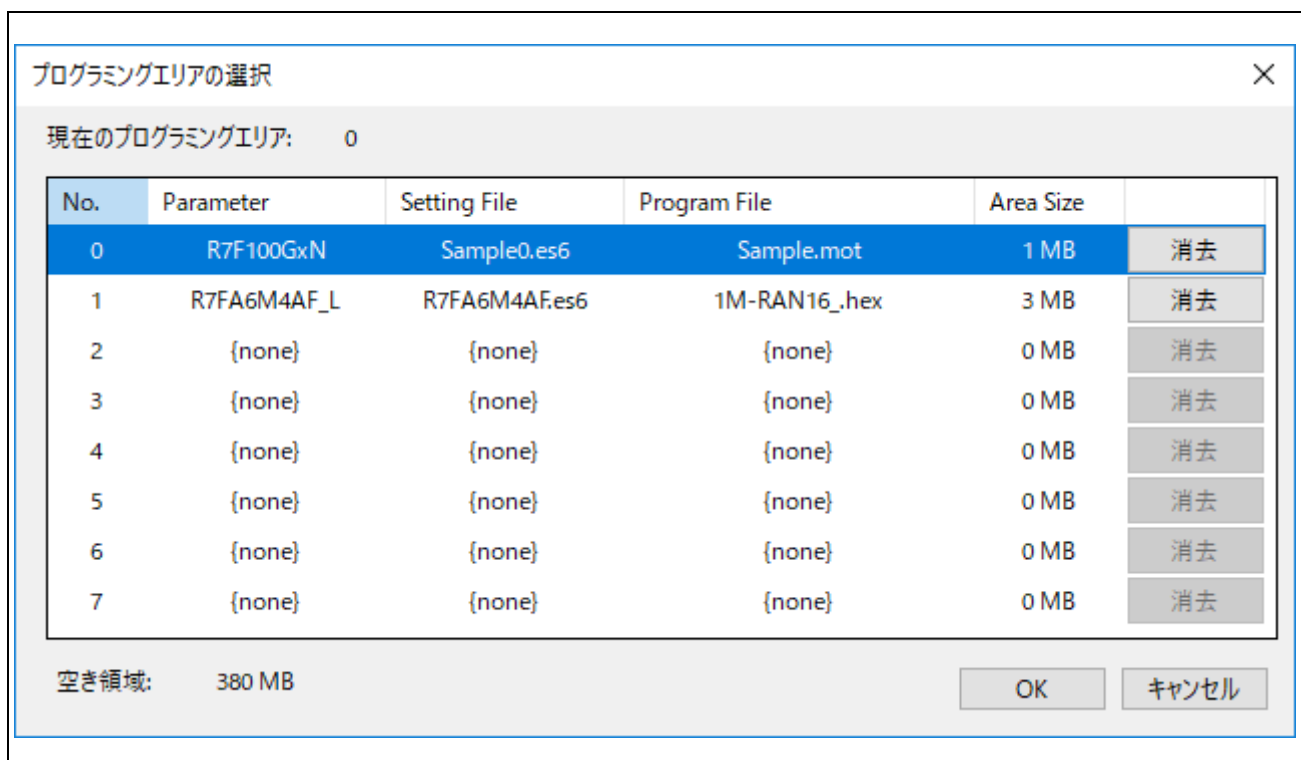 プログラミングエリアの選択
現在のプログラミングエリア: 0
No. Parameter Setting File Program File Area Size
0 R7F100GxN Sample0.es6 Sample.mot 1 MB 消去
1 R7FA6M4AF_L R7FA6M4AF.es6 1M-RAN16_.hex 3 MB 消去
2 {none} {none} {none} 0 MB 消去
3 {none} {none} {none} 0 MB 消去
4 {none} {none} {none} 0 MB 消去
5 {none} {none} {none} 0 MB 消去
6 {none} {none} {none} 0 MB 消去
7 {none} {none} {none} 0 MB 消去
空き領域: 380 MB
OK キャンセル